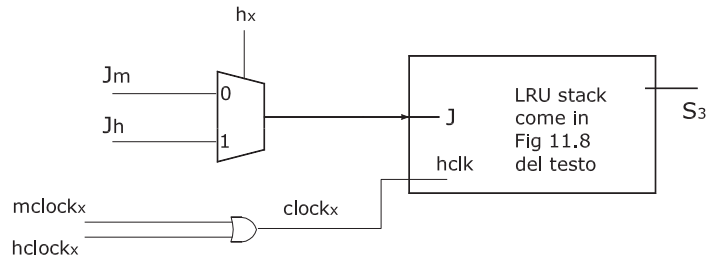 hx
Jm
0
Jh
1
J
LRU stack
come in
Fig 11.8
del testo
S3
hclk
mclockx
clockx
hclockx